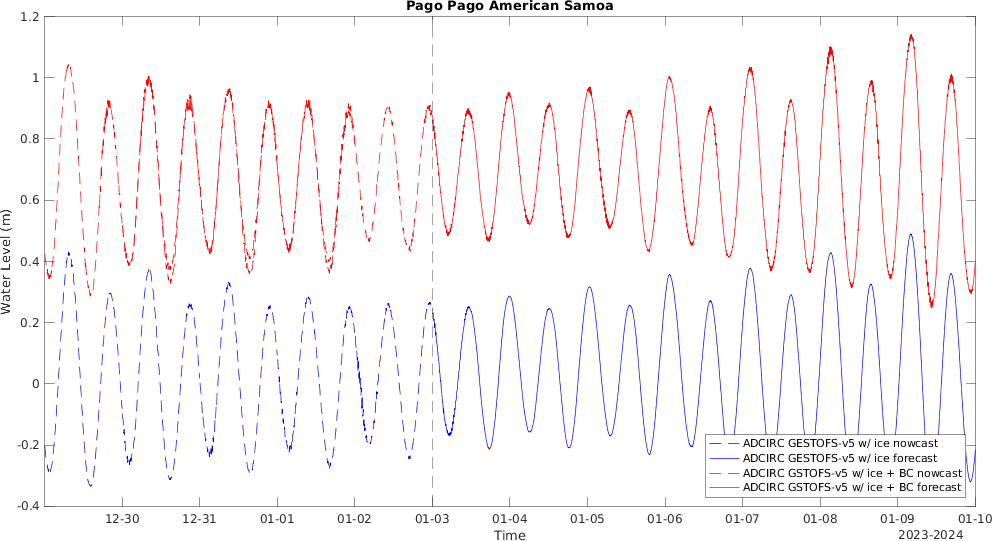 Pago Pago American Samoa
1.2
1
0.8
0.6
0.4
0.2
0
-0.2
-0.4
Water Level (m)
ADCIRC GESTOFS-v5 w/ ice nowcast
ADCIRC GESTOFS-v5 w/ ice forecast
ADCIRC GSTOFS-v5 w/ ice + BC nowcast
ADCIRC GSTOFS-v5 w/ ice + BC forecast
12-30 12-31 01-01 01-02 01-03 01-04 01-05 01-06 01-07 01-08 01-09 01-10
Time
2023-2024